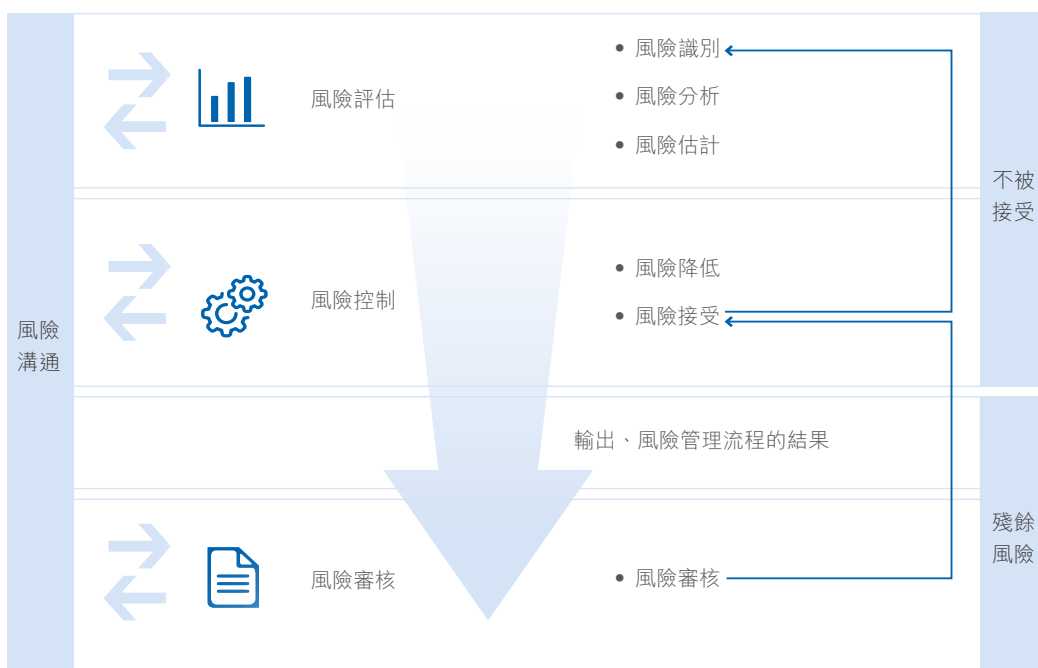 風險評估
風險識別
風險分析
風險估計
不被
接受
風險控制
風險降低
風險接受
風險
溝通
輸出、風險管理流程的結果
殘餘
風險
風險審核
風險審核